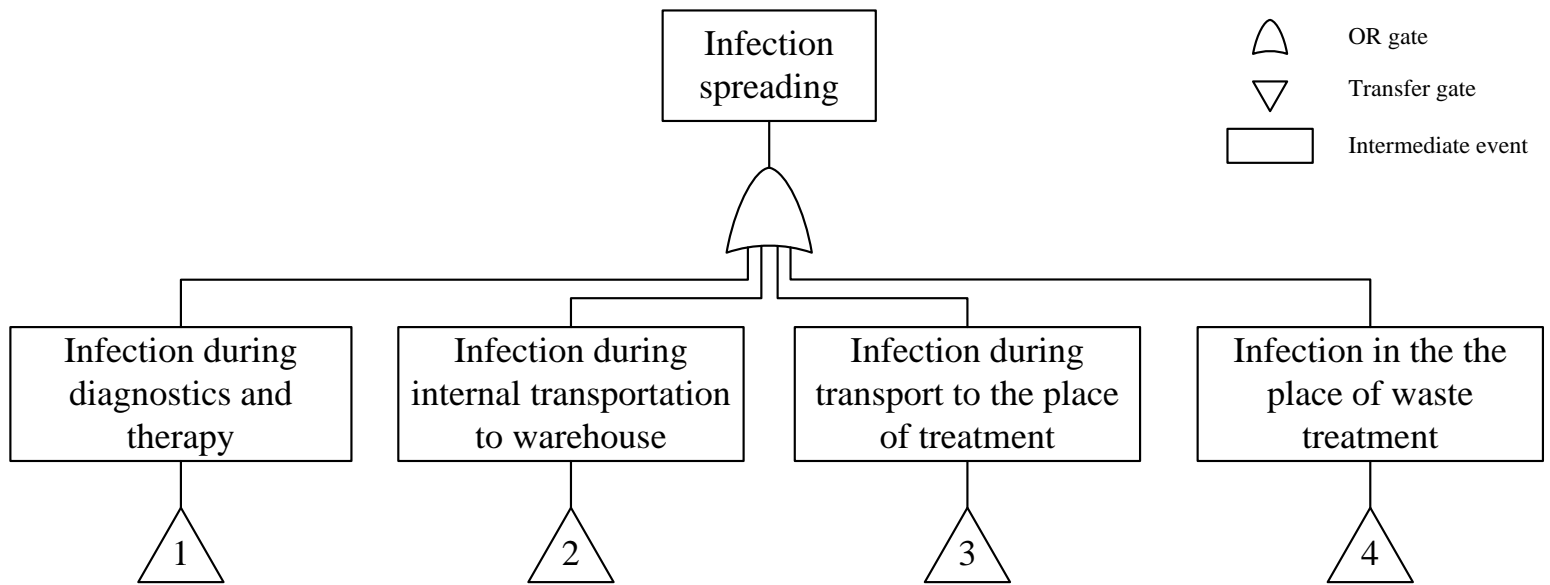 Infection
spreading
OR gate
Transfer gate
Intermediate event
Infection during
diagnostics and
therapy
Infection during
internal transportation
to warehouse
Infection during
transport to the place
of treatment
Infection in the the
place of waste
treatment
1
2
3
4